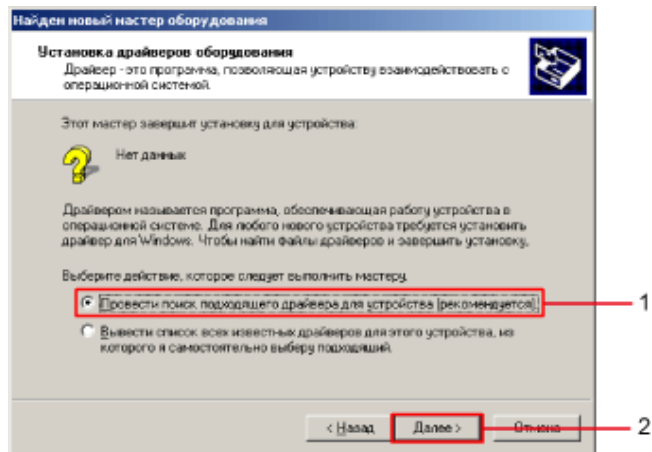 Найден новый мастер оборудования
Установка драйверов оборудования
Драйвер - это программа, позволяющая устройству взаимодействовать с
операционной системой.
Этот мастер завершит установку для устройства:
Нет данных
Драйвером называется программа, обеспечивающая работу устройства в
операционной системе. Для любого нового устройства требуется установить
драйвер для Windows. Чтобы найти файлы драйверов и завершить установку,
Выберите действие, которое следует выполнить мастеру.
Провести поиск подходящего драйвера для устройства (рекомендуется).
1
Вывести список всех известных драйверов для этого устройства, из
которого я самостоятельно выберу подходящий.
< Назад
Далее >
Отмена
2